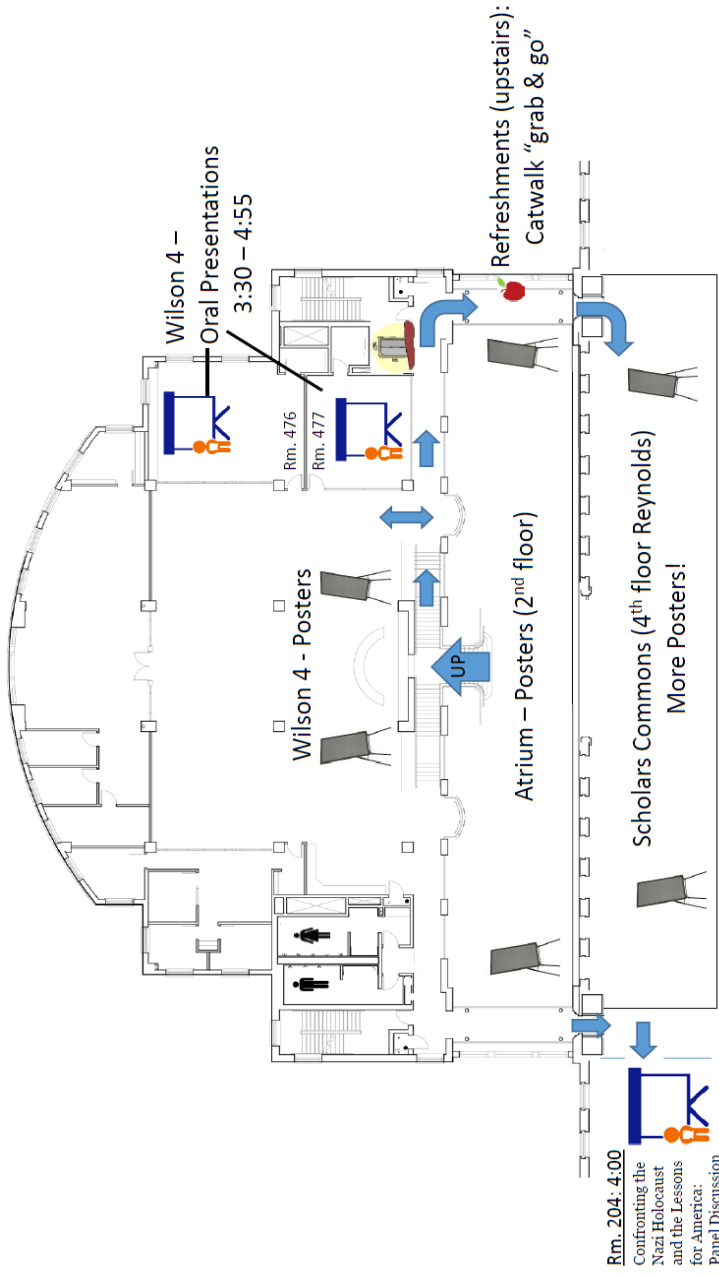 Wilson 4 –
Oral Presentations
3:30 – 4:55
Rm. 476
Rm. 477
Refreshments (upstairs):
Catwalk “grab & go”
Wilson 4 - Posters
UP
Atrium – Posters (2nd floor)
Scholars Commons (4th floor Reynolds)
More Posters!
Rm. 204: 4:00
Confronting the
Nazi Holocaust
and the Lessons
for America:
Panel Discussion